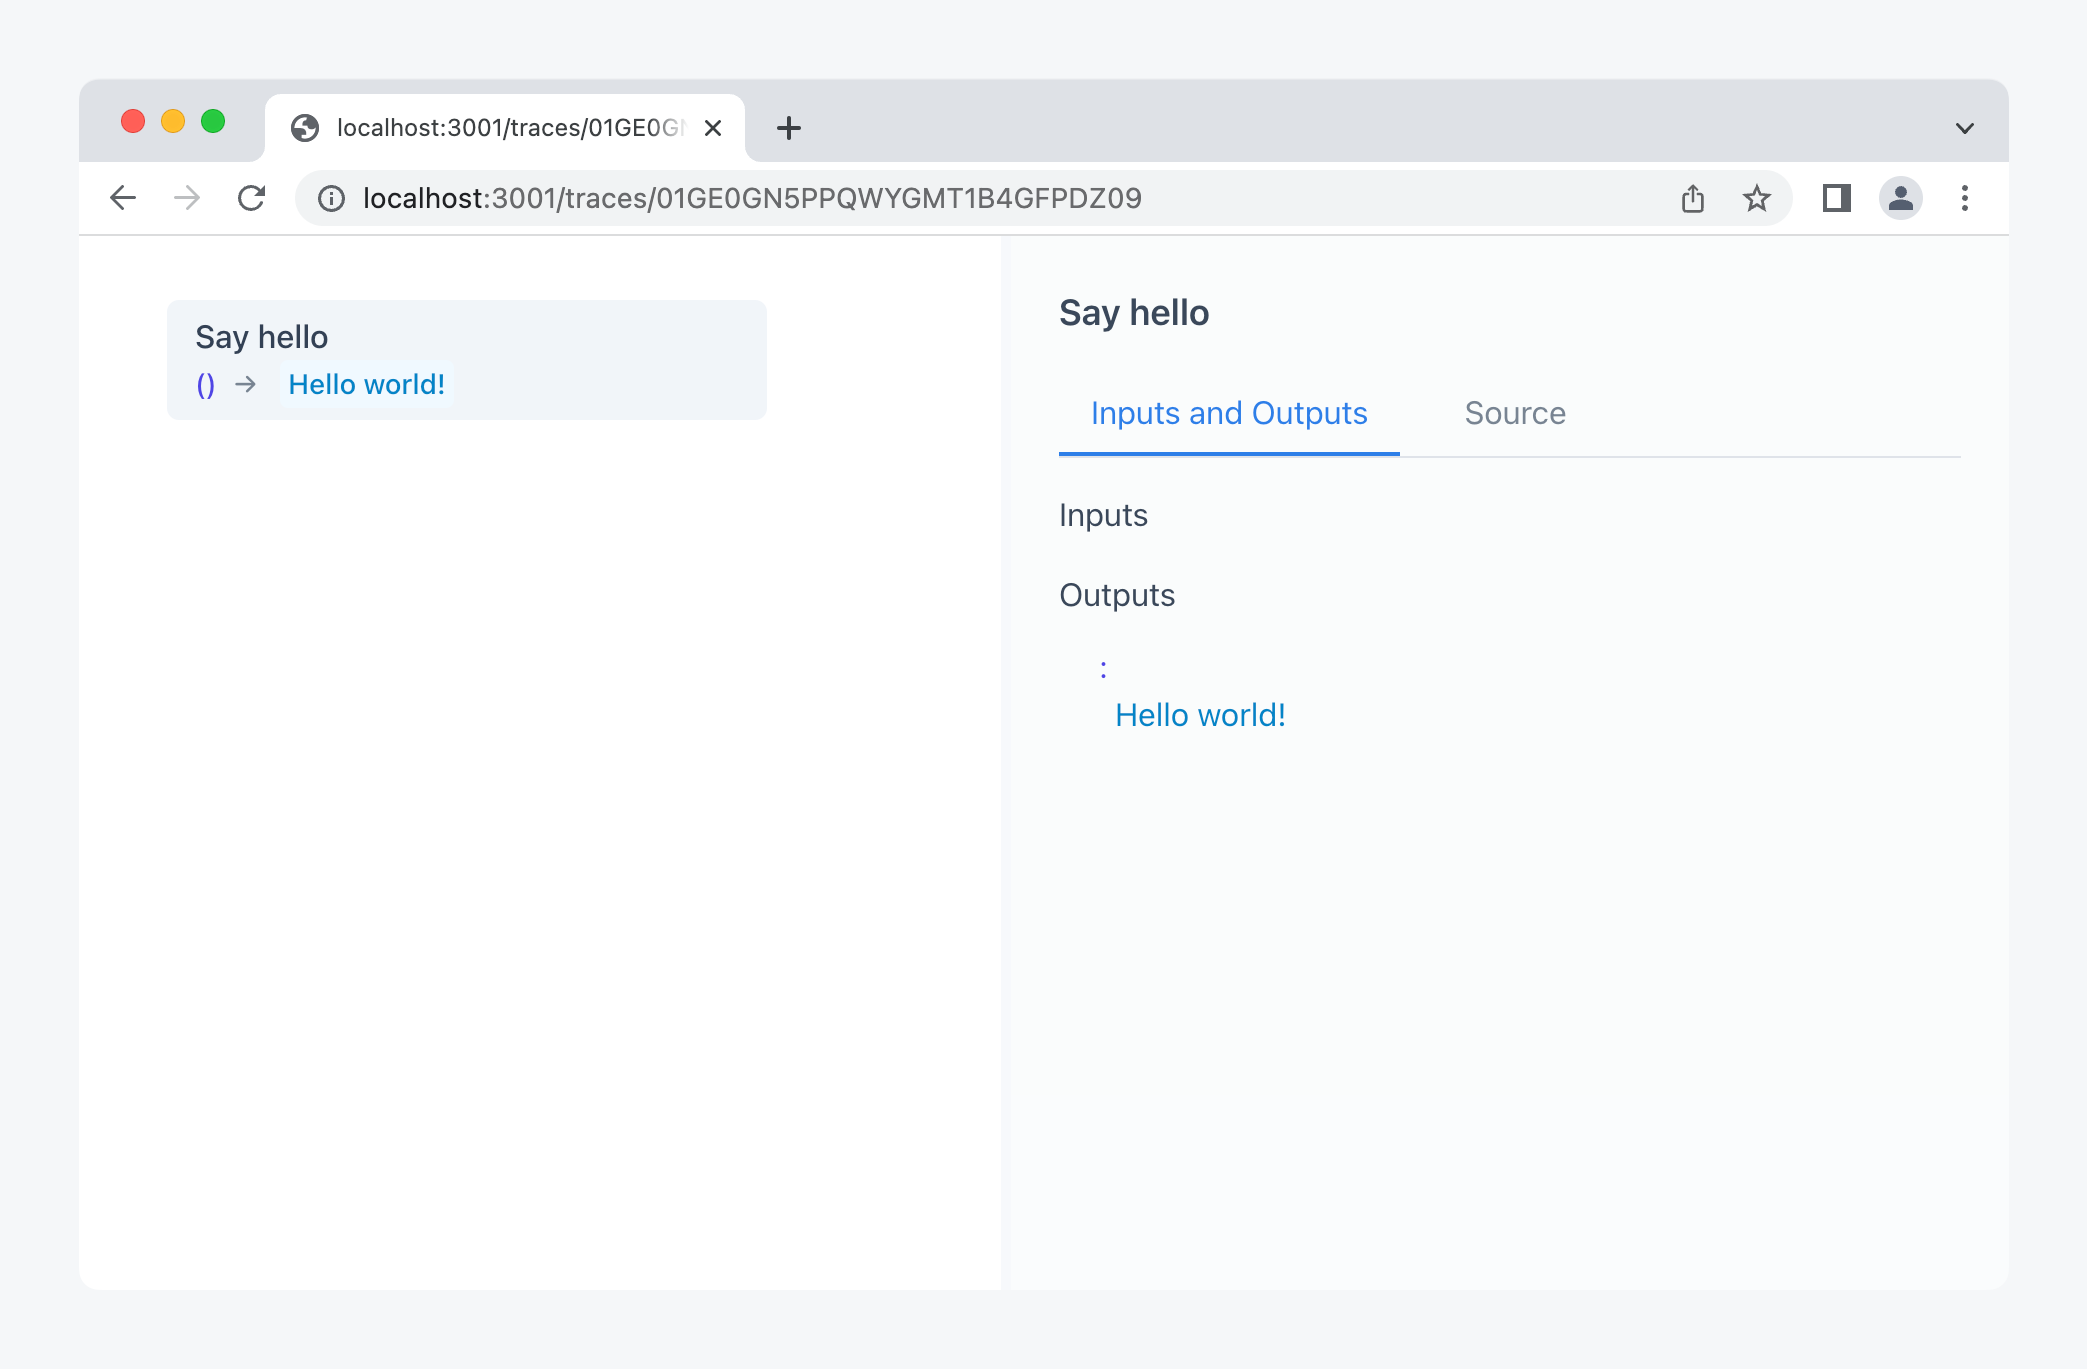 localhost:3001/traces/01GE0G
localhost:3001/traces/01GE0GN5PPQWYGMT1B4GFPDZ09
Say hello
() → Hello world!
Say hello
Inputs and Outputs Source
Inputs
Outputs
:
Hello world!